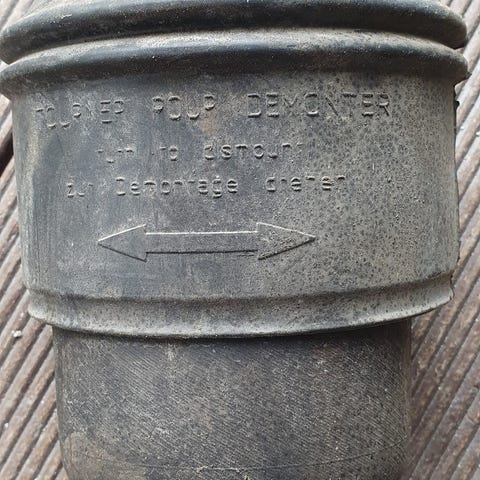 TOURNER POUR DEMONTER
turn to dismount
zur Demontage drehen